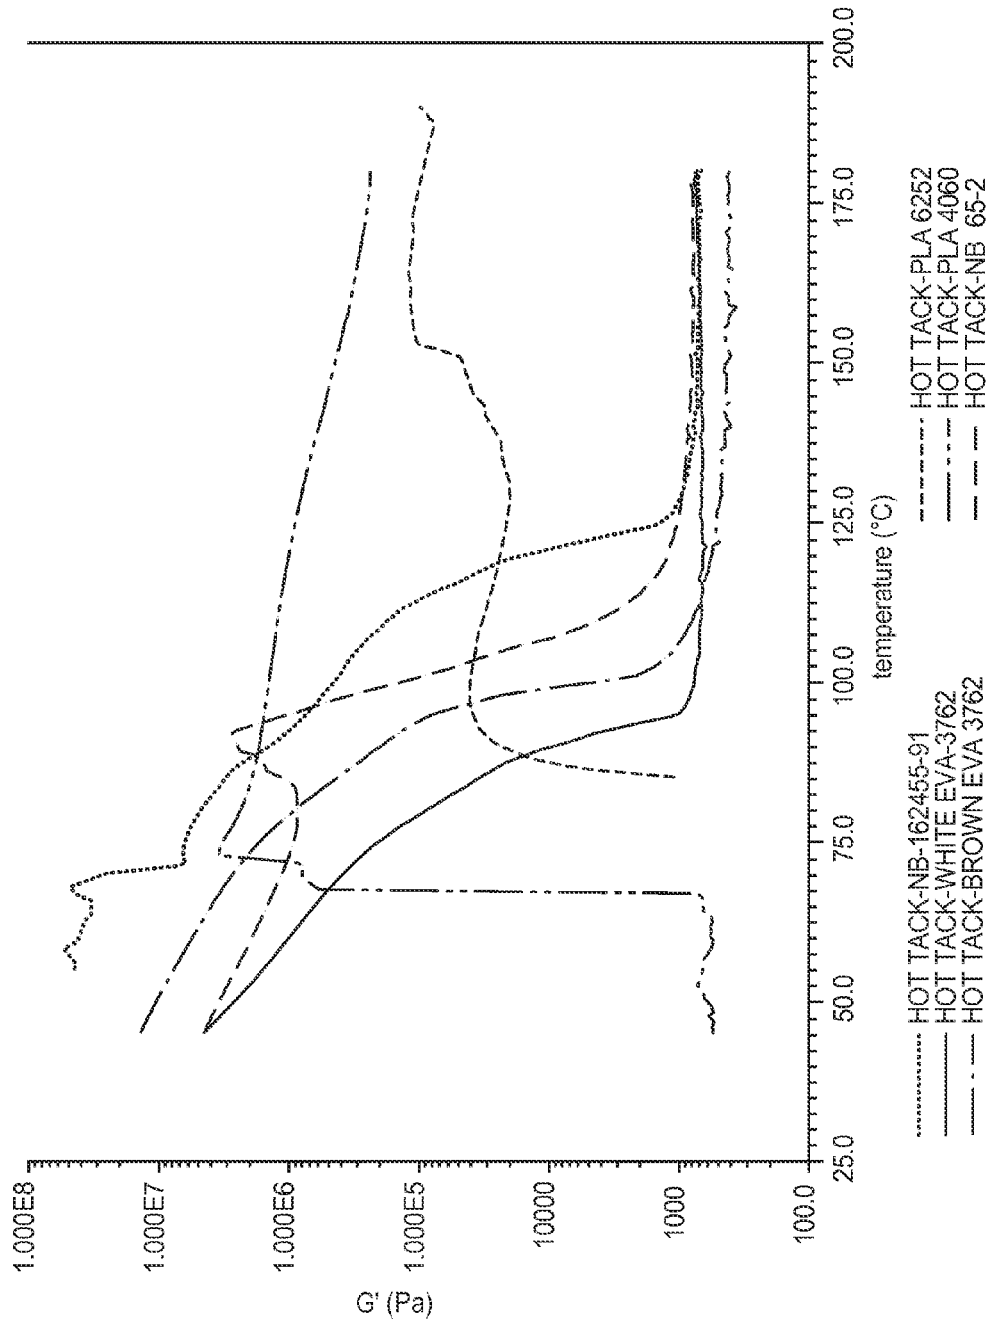 1.000E8
1.000E7
1.000E6
1.000E5
10000
1000
100.0
G' (Pa)
25.0
50.0
75.0
100.0
125.0
150.0
175.0
200.0
temperature (°C)
HOT TACK-NB-162455-91
HOT TACK-WHITE EVA-3762
HOT TACK-BROWN EVA 3762
HOT TACK-PLA 6252
HOT TACK-PLA 4060
HOT TACK-NB 65-2